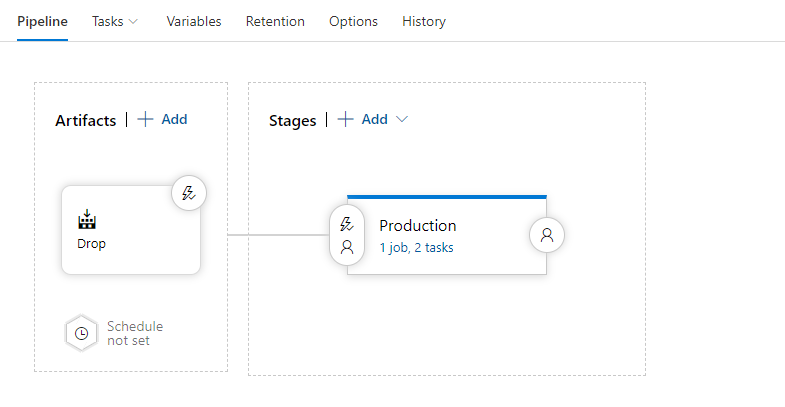 Pipeline Tasks Variables Retention Options History
Artifacts | Add
Stages | Add
Drop
Production
1 job, 2 tasks
Schedule
not set